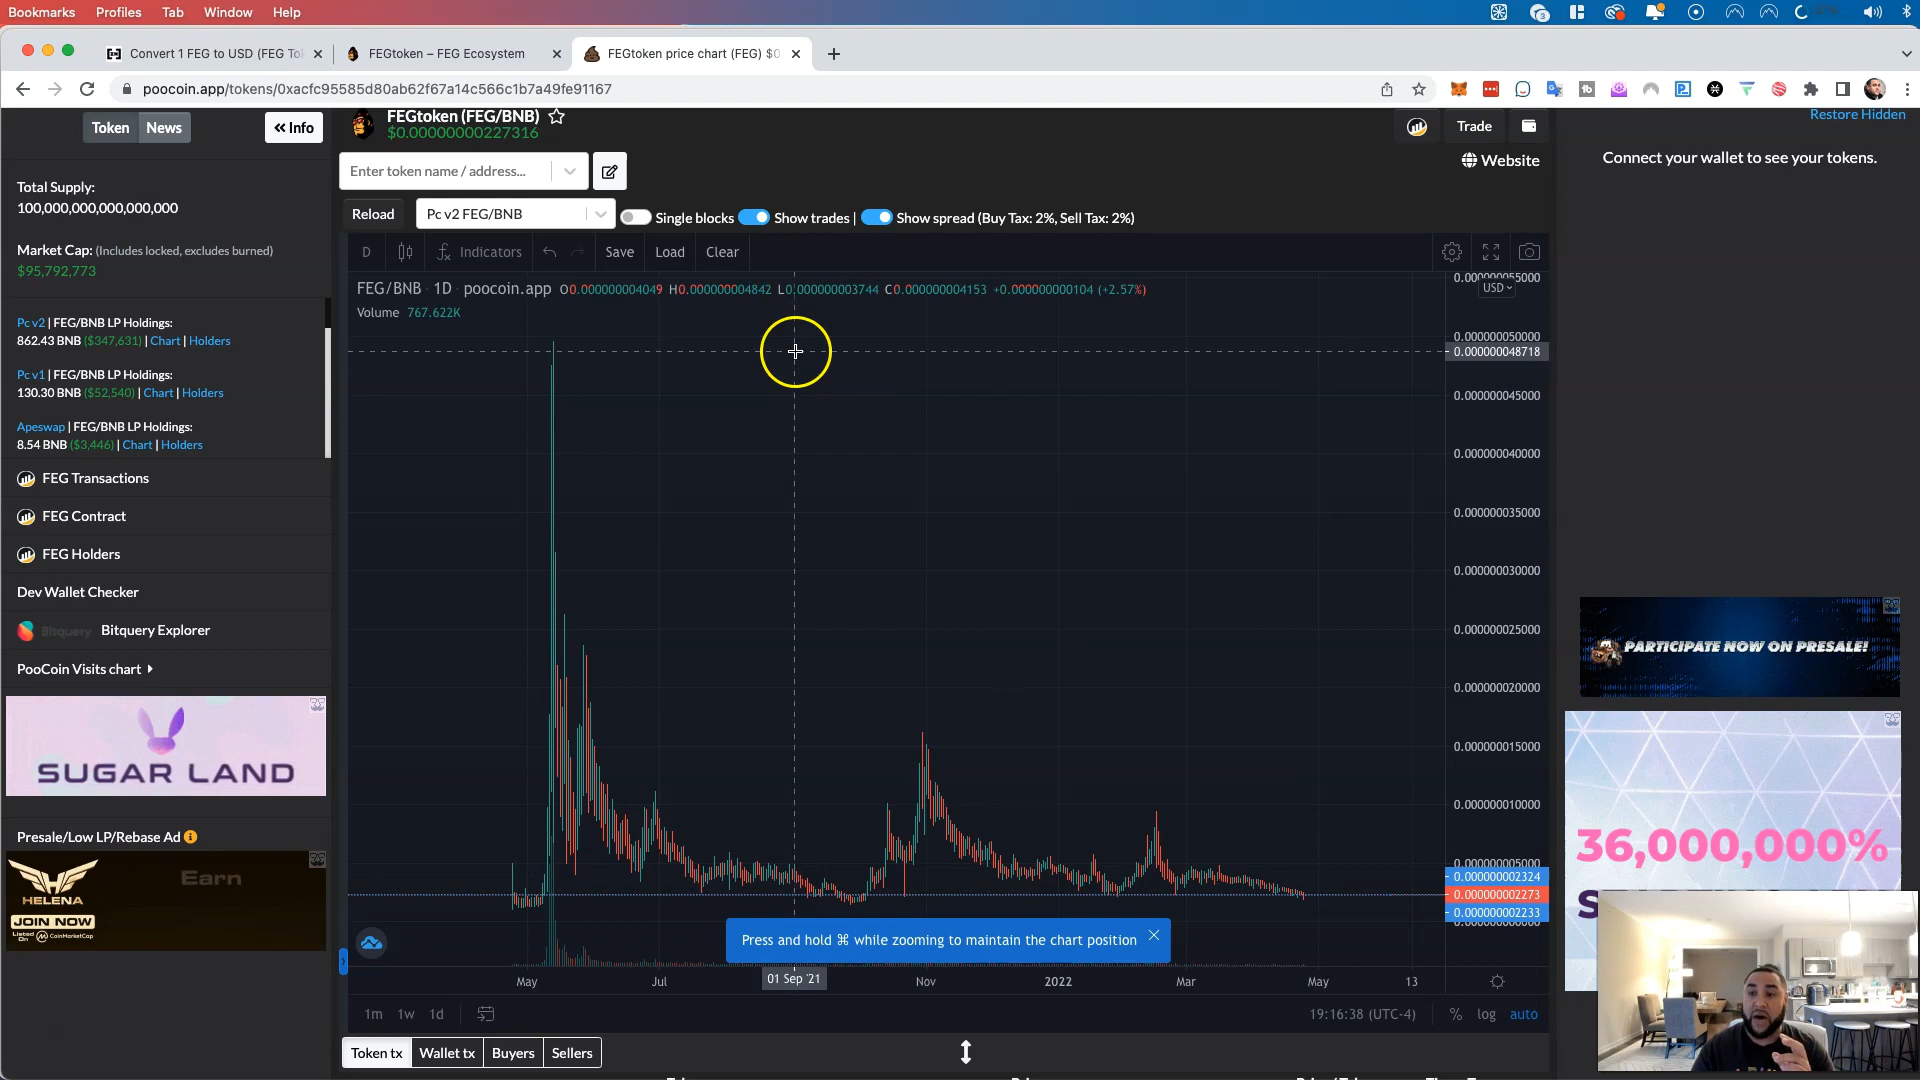 Bookmarks Profiles Tab Window Help
3
Convert 1 FEG to USD (FEG To
FEGtoken – FEG Ecosystem
FEGtoken price chart (FEG) $0
poocoin.app/tokens/0xacfc95585d80ab62f67a14c566c1b7a49fe91167
Token News
« Info
Total Supply:
100,000,000,000,000,000
Market Cap: (Includes locked, excludes burned)
$95,792,773
Pc v2 | FEG/BNB LP Holdings:
862.43 BNB ($347,631) | Chart | Holders
Pc v1 | FEG/BNB LP Holdings:
130.30 BNB ($52,540) | Chart | Holders
Apeswap | FEG/BNB LP Holdings:
8.54 BNB ($3,446) | Chart | Holders
FEG Transactions
FEG Contract
FEG Holders
Dev Wallet Checker
Bitquery Bitquery Explorer
PooCoin Visits chart
SUGAR LAND
Presale/Low LP/Rebase Ad
HELENA
JOIN NOW
Listed On CoinMarketCap
Earn
FEGtoken (FEG/BNB)
$0.00000000227316
Trade
Website
Enter token name / address...
Reload
Pc v2 FEG/BNB
Single blocks
Show trades |
Show spread (Buy Tax: 2%, Sell Tax: 2%)
D
Indicators
Save
Load
Clear
FEG/BNB · 1D · poocoin.app O0.000000004049 H0.000000004842 L0.000000003744 C0.000000004153 +0.000000000104 (+2.57%)
Volume 767.622K
0.000000055000
USD
0.000000050000
0.000000048718
0.000000045000
0.000000040000
0.000000035000
0.000000030000
0.000000025000
0.000000020000
0.000000015000
0.000000010000
0.000000005000
0.000000002324
0.000000002273
0.000000002233
Press and hold ⌘ while zooming to maintain the chart position
May Jul 01 Sep '21 Nov 2022 Mar May 13
1m 1w 1d
19:16:38 (UTC-4)
% log auto
Token tx Wallet tx Buyers Sellers
Restore Hidden
Connect your wallet to see your tokens.
PARTICIPATE NOW ON PRESALE!
36,000,000%